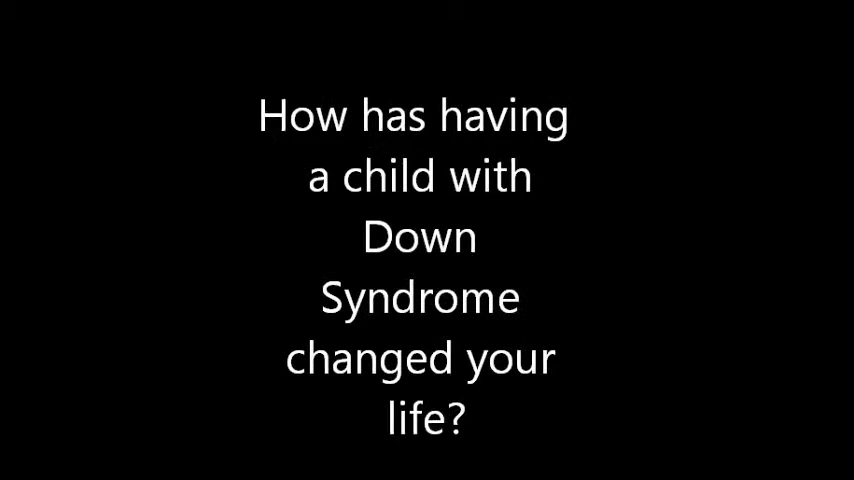 How has having
a child with
Down
Syndrome
changed your
life?